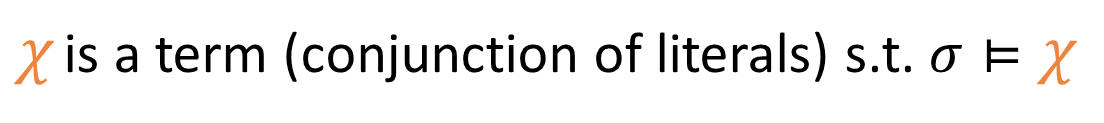 𝜒 is a term (conjunction of literals) s.t. 𝜎 ⊨ 𝜒